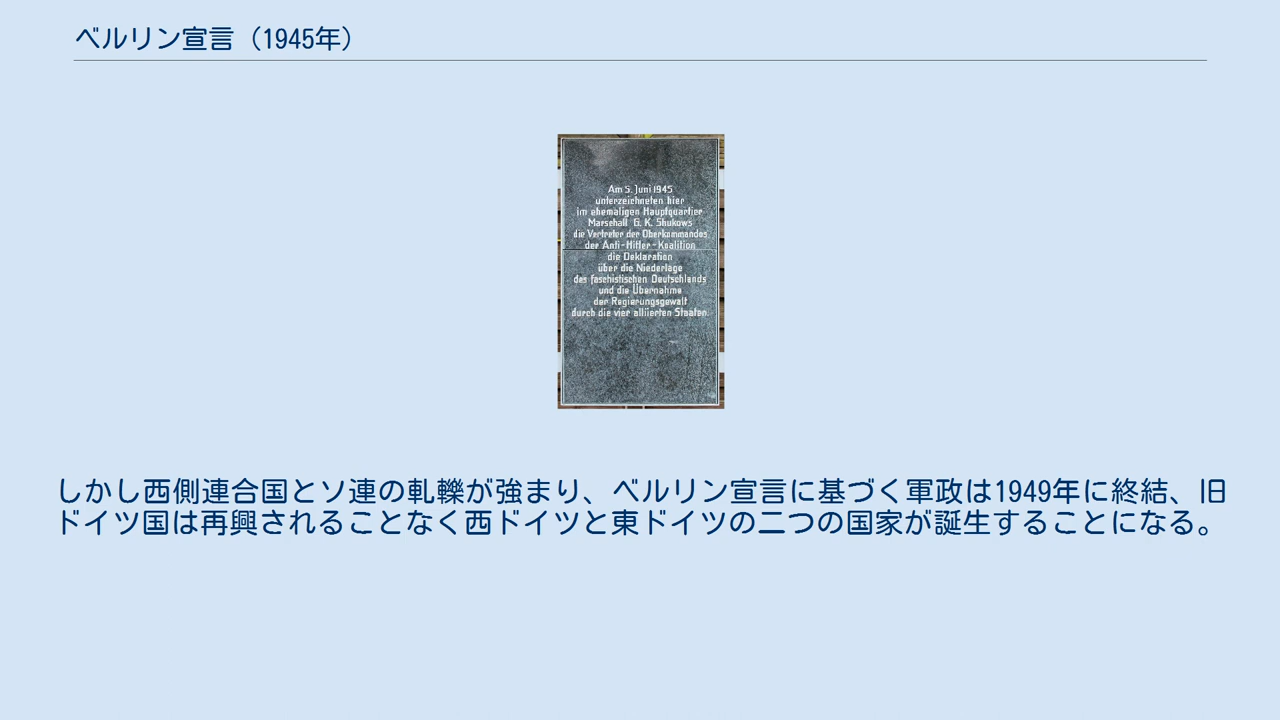 ベルリン宣言（1945年）
Am 5. Juni 1945
unterzeichneten hier
im ehemaligen Hauptquartier
Marschall G. K. Shukows
die Vertreter der Oberkommandos
der Anti-Hitler-Koalition
die Deklaration
über die Niederlage
des faschistischen Deutschlands
und die Übernahme
der Regierungsgewalt
durch die vier alliierten Staaten.
しかし西側連合国とソ連の軋轢が強まり、ベルリン宣言に基づく軍政は1949年に終結、旧
ドイツ国は再興されることなく西ドイツと東ドイツの二つの国家が誕生することになる。